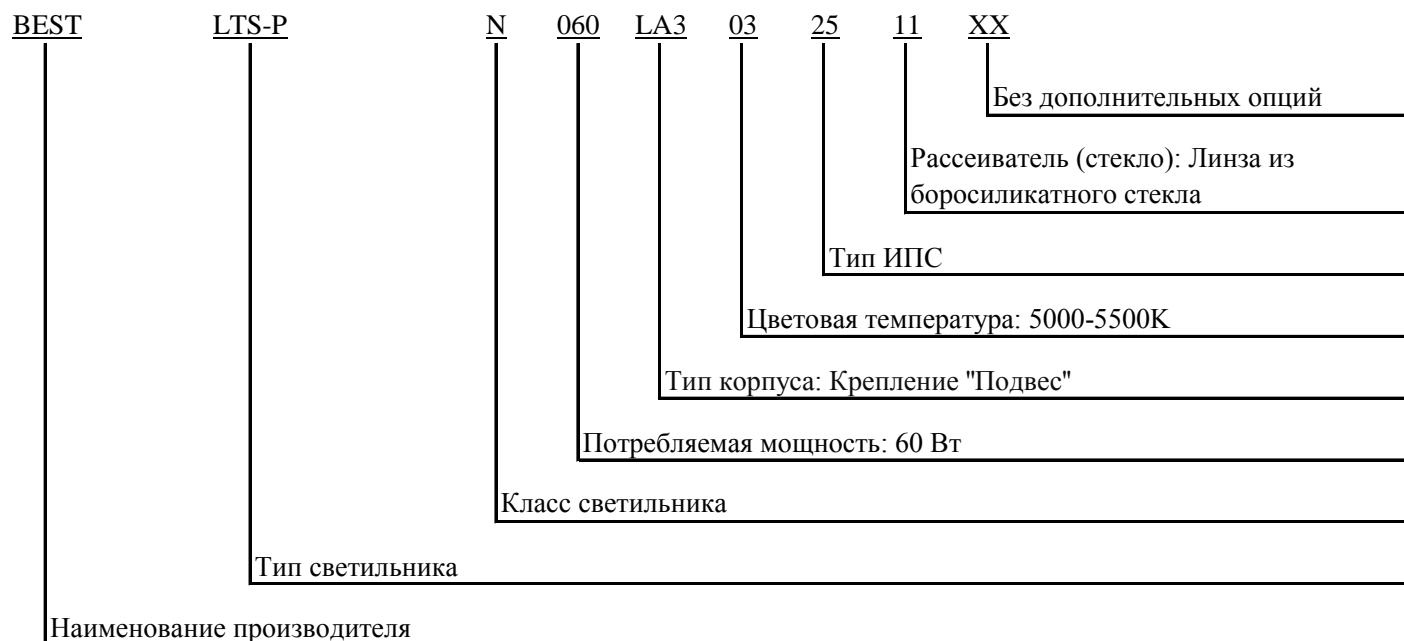 BEST LTS-P N 060 LA3 03 25 11 XX
Без дополнительных опций
Рассеиватель (стекло): Линза из
боросиликатного стекла
Тип ИПС
Цветовая температура: 5000-5500K
Тип корпуса: Крепление "Подвес"
Потребляемая мощность: 60 Вт
Класс светильника
Тип светильника
Наименование производителя